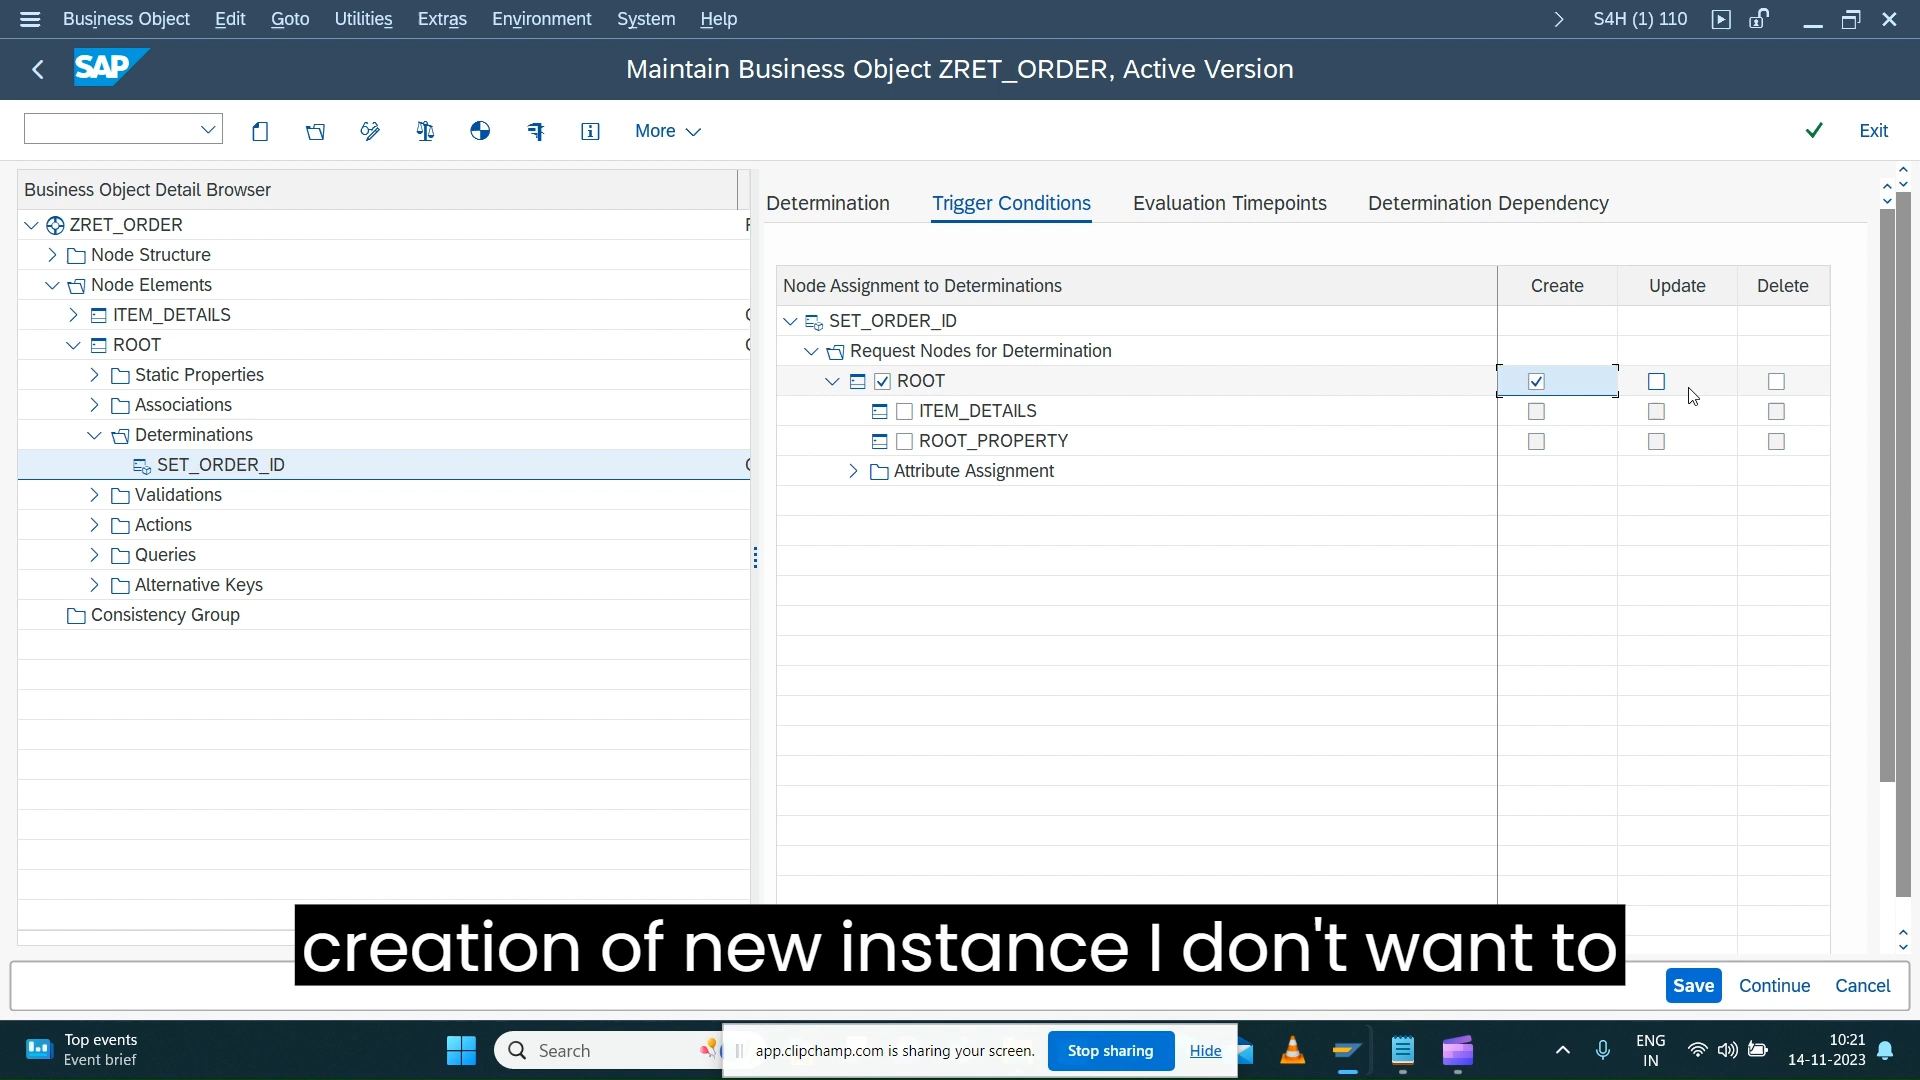 Business Object Edit Goto Utilities Extras Environment System Help S4H (1) 110
SAP Maintain Business Object ZRET_ORDER, Active Version
More Exit
Business Object Detail Browser
ZRET_ORDER
Node Structure
Node Elements
ITEM_DETAILS
ROOT
Static Properties
Associations
Determinations
SET_ORDER_ID
Validations
Actions
Queries
Alternative Keys
Consistency Group
Determination Trigger Conditions Evaluation Timepoints Determination Dependency
Node Assignment to Determinations Create Update Delete
SET_ORDER_ID
Request Nodes for Determination
ROOT
ITEM_DETAILS
ROOT_PROPERTY
Attribute Assignment
creation of new instance I don't want to
Save Continue Cancel
Top events
Event brief
Search
app.clipchamp.com is sharing your screen. Stop sharing Hide
ENG
IN
10:21
14-11-2023